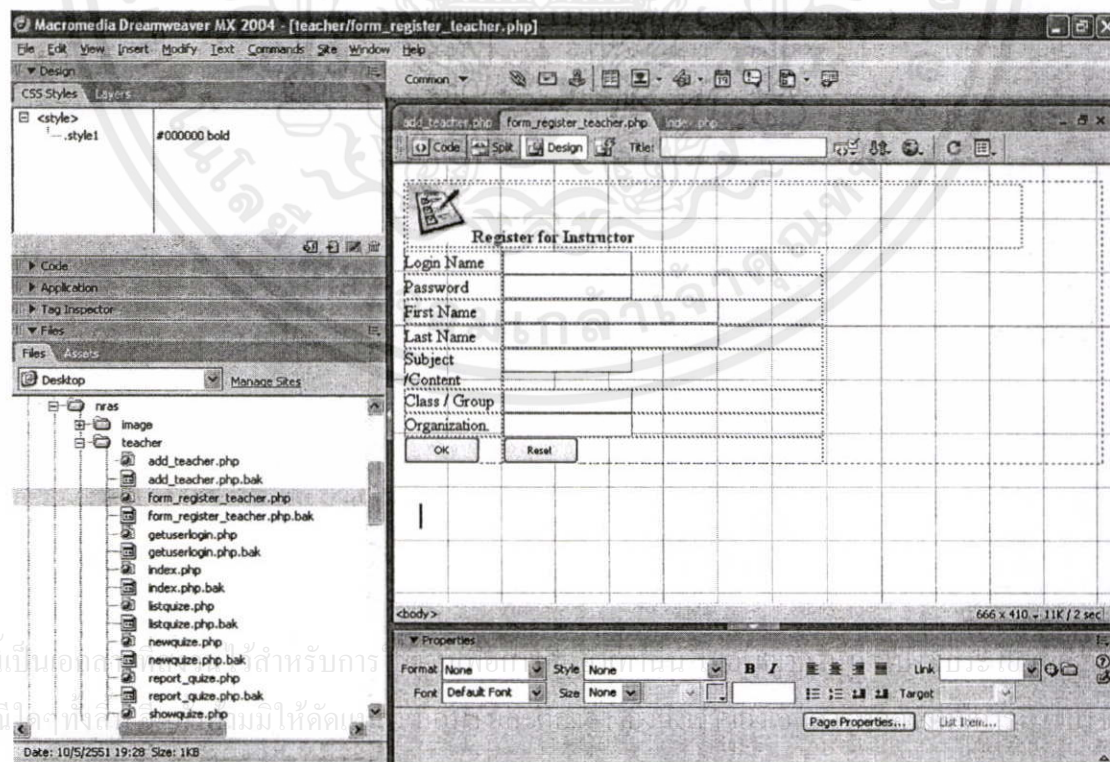 Macromedia Dreamweaver MX 2004 - [teacher/form_register_teacher.php]
File Edit View Insert Modify Text Commands Site Window Help
Design
CSS Styles Layers
<style>
.style1 #000000 bold
Code
Application
Tag Inspector
Files
Files Assets
Desktop Manage Sites
nras
image
teacher
add_teacher.php
add_teacher.php.bak
form_register_teacher.php
form_register_teacher.php.bak
getuserlogin.php
getuserlogin.php.bak
index.php
index.php.bak
listquize.php
listquize.php.bak
newquize.php
newquize.php.bak
report_quize.php
report_quize.php.bak
showquize.php
Date: 10/5/2551 19:28 Size: 1KB
Common
add_teacher.php form_register_teacher.php index.php
Code Split Design Title:
Register for Instructor
Login Name
Password
First Name
Last Name
Subject
/Content
Class / Group
Organization.
OK Reset
<body> 666 x 410 11K / 2 sec
Properties
Format None Style None B I Link
Font Default Font Size None Target
Page Properties... List Item...